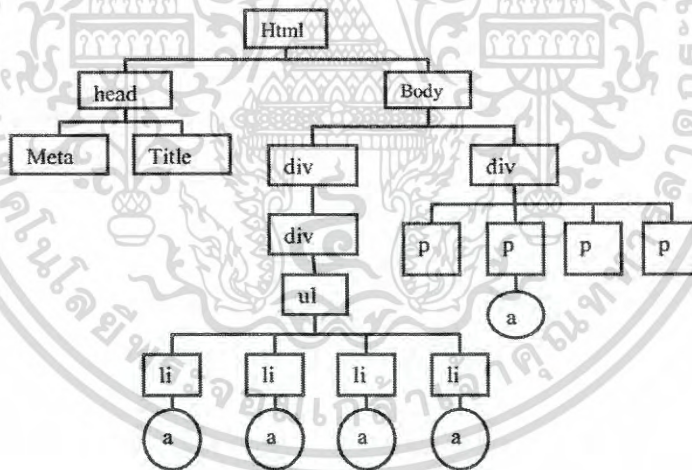 Html
head Body
Meta Title div div
div p p p p
ul a
li li li li
a a a a